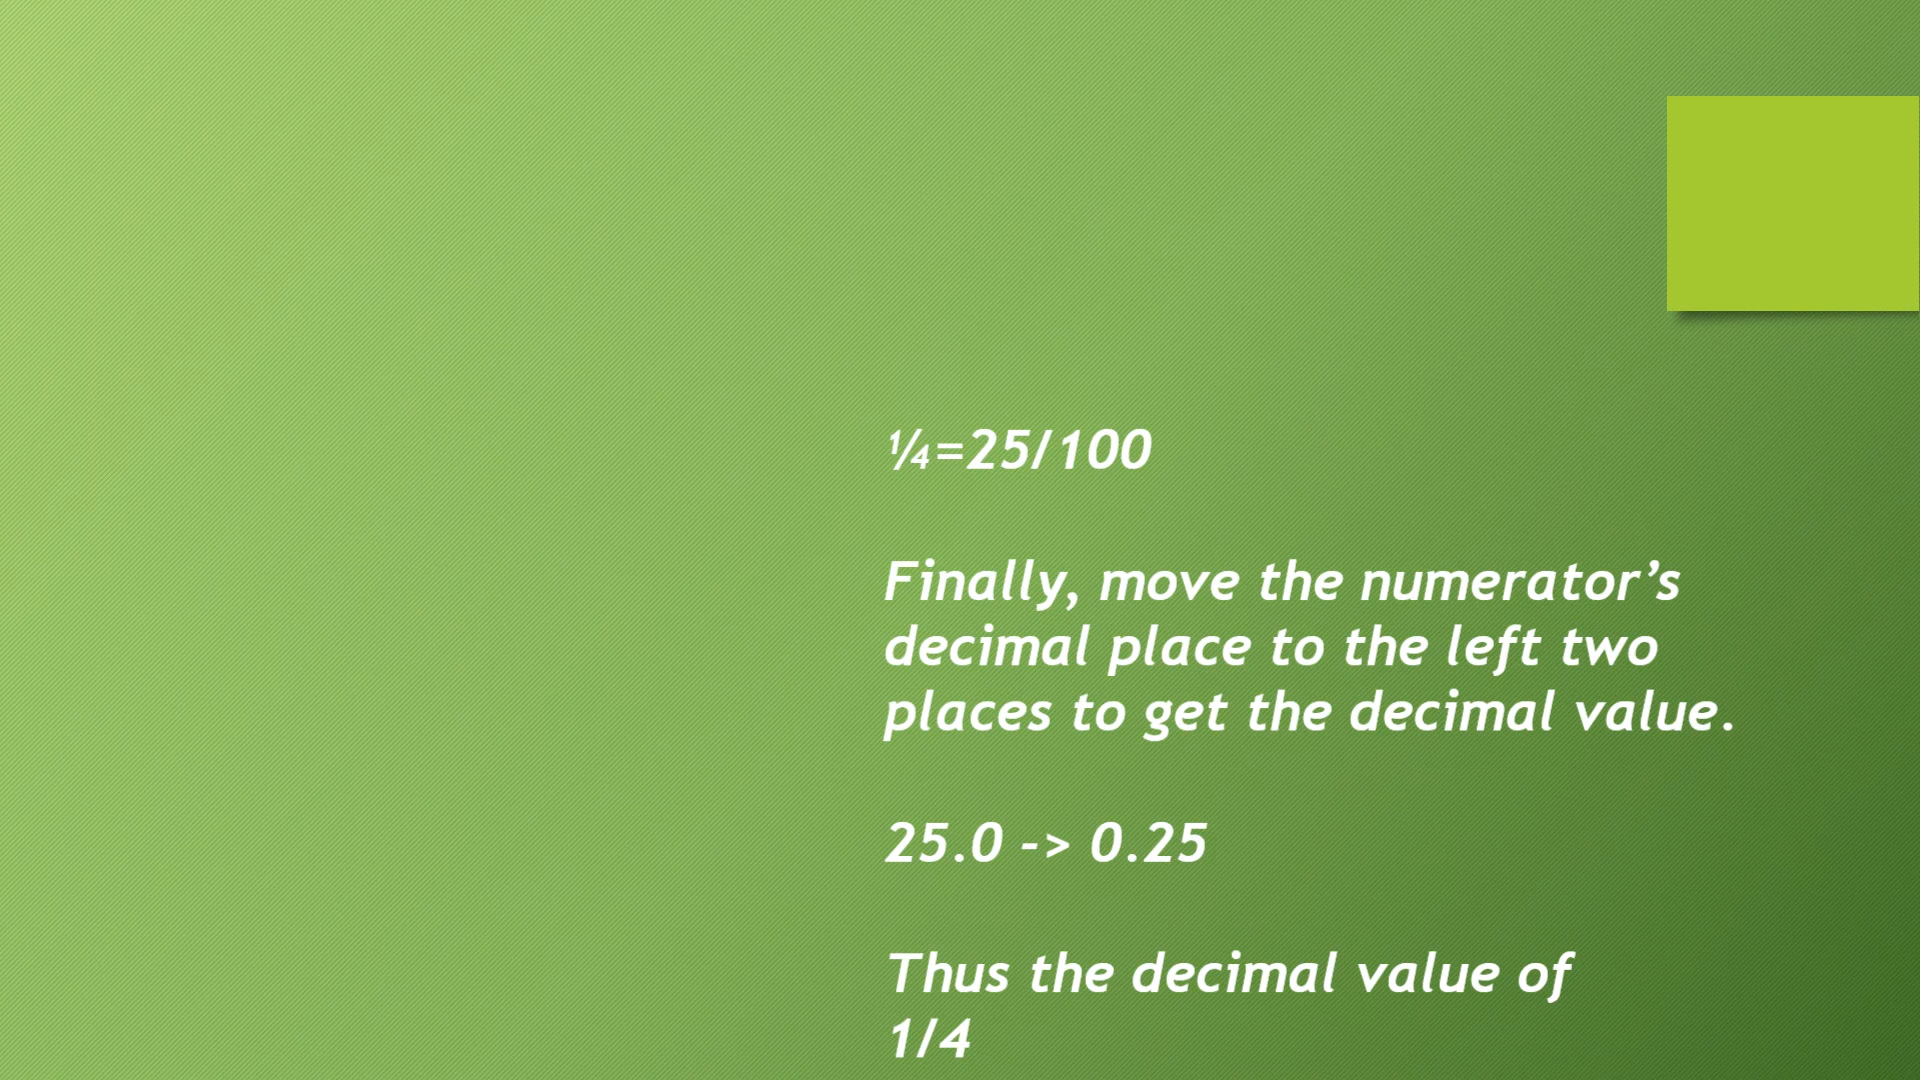 ¼=25/100
Finally, move the numerator’s
decimal place to the left two
places to get the decimal value.
25.0 -> 0.25
Thus the decimal value of
1/4